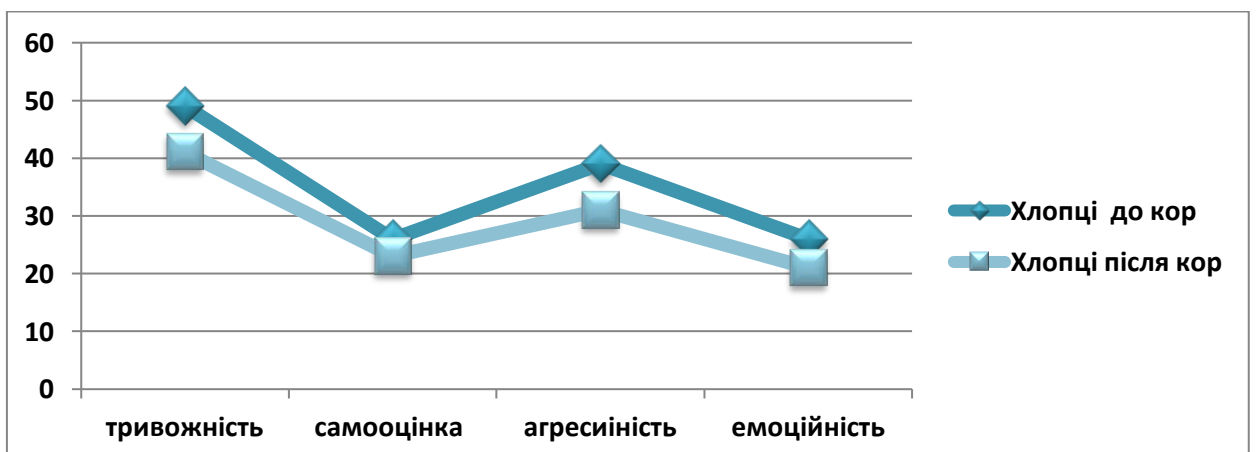 60
50
40
30
20
10
0
тривожність самооцінка агресиіність емоційність
Хлопці до кор
Хлопці після кор